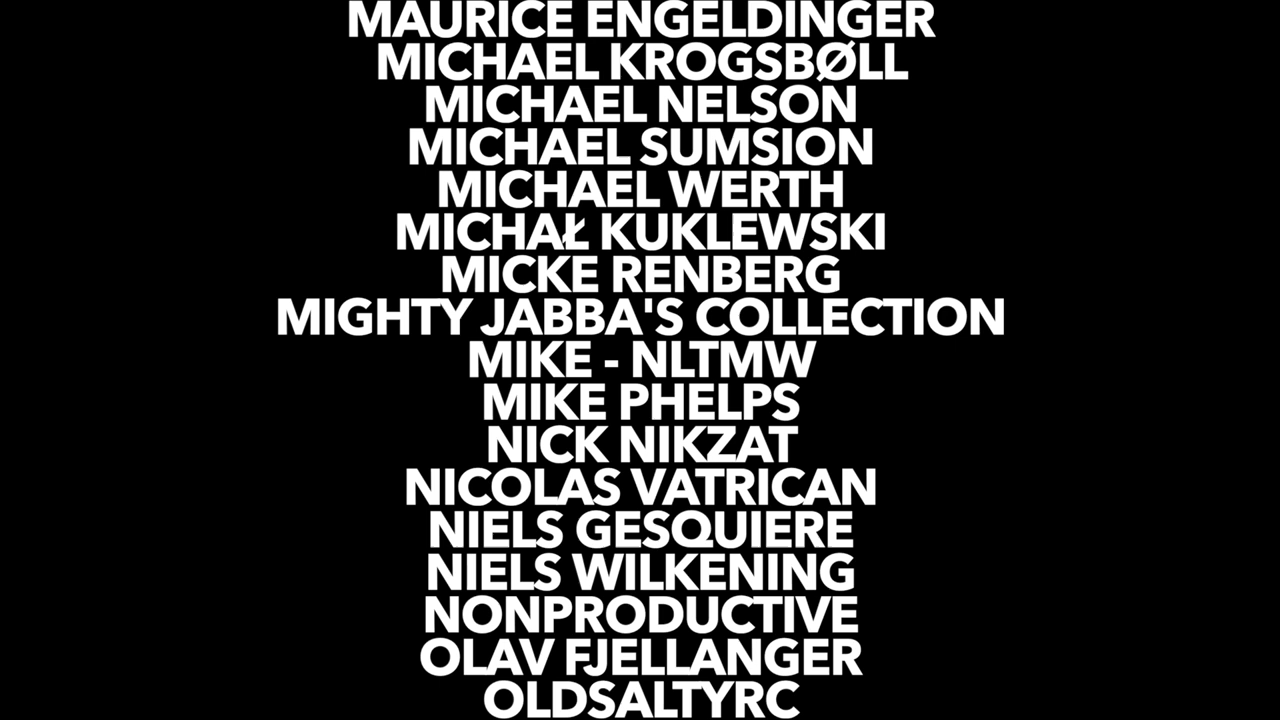 MAURICE ENGELDINGER
MICHAEL KROGSBØLL
MICHAEL NELSON
MICHAEL SUMSION
MICHAEL WERTH
MICHAŁ KUKLEWSKI
MICKE RENBERG
MIGHTY JABBA'S COLLECTION
MIKE - NLTMW
MIKE PHELPS
NICK NIKZAT
NICOLAS VATRICAN
NIELS GESQUIERE
NIELS WILKENING
NONPRODUCTIVE
OLAV FJELLANGER
OLDSALTYRC